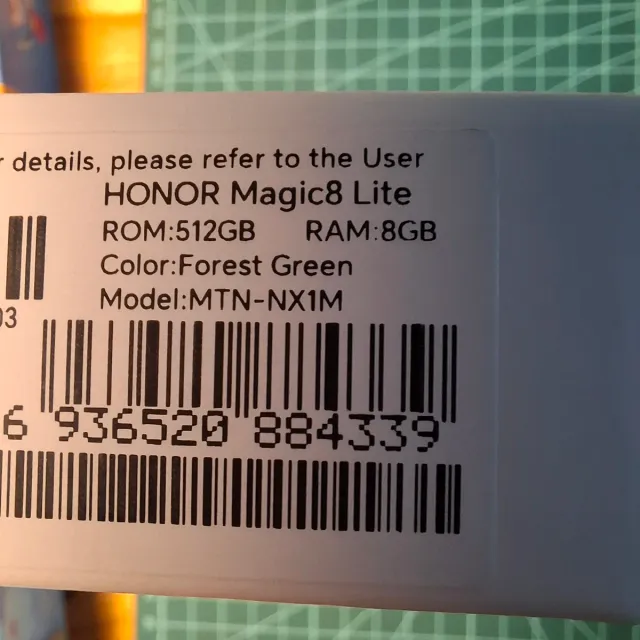 r details, please refer to the User
HONOR Magic8 Lite
ROM:512GB RAM:8GB
Color:Forest Green
Model:MTN-NX1M
03
6 936520 884339